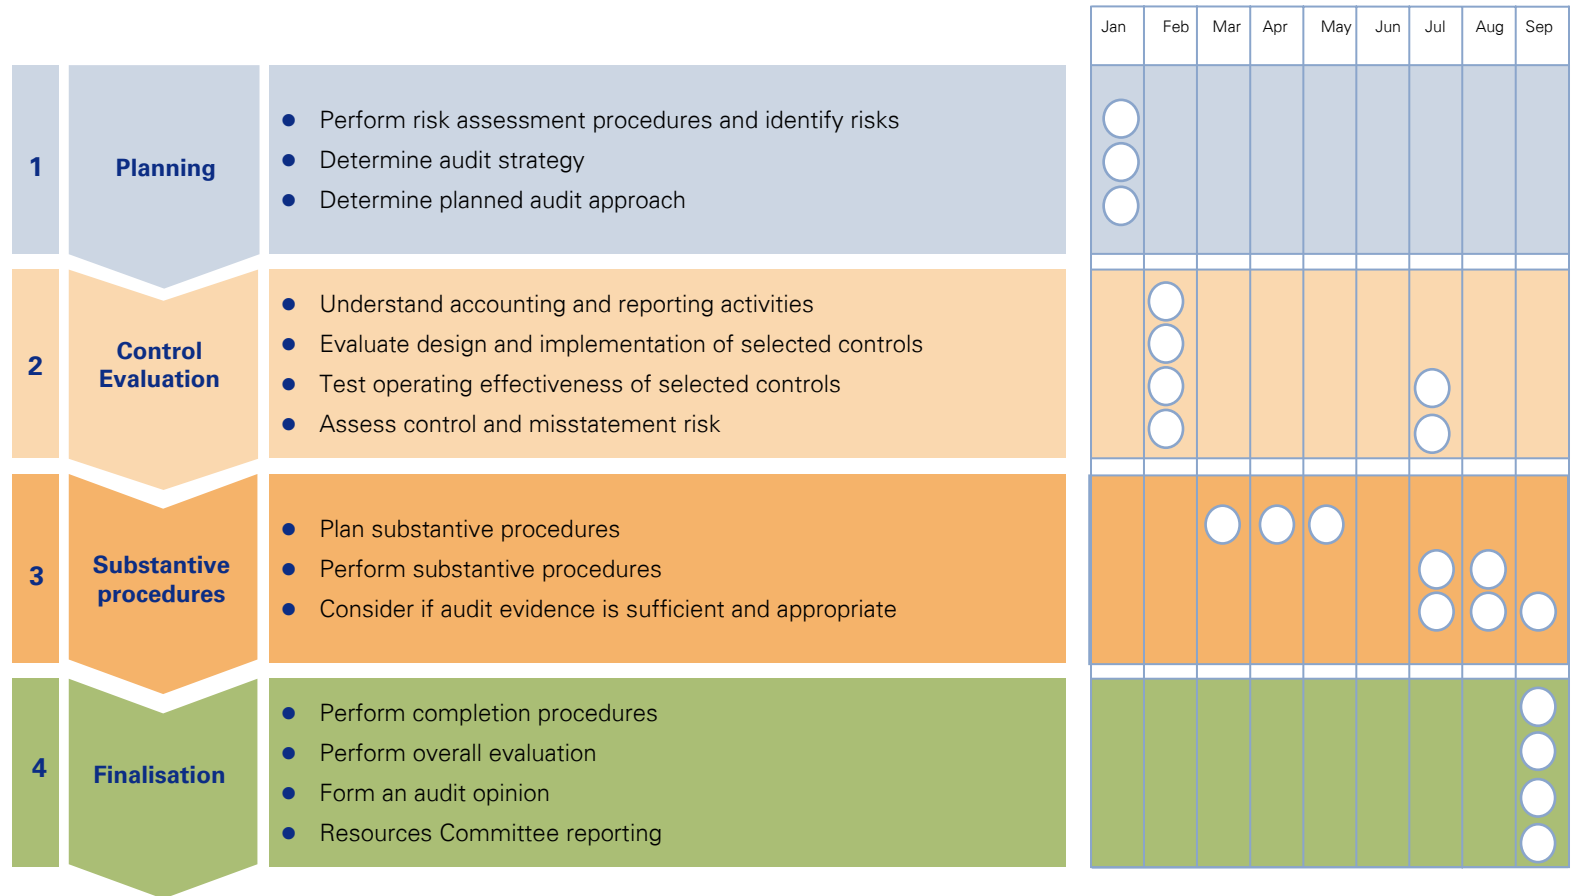 Jan Feb Mar Apr May Jun Jul Aug Sep
1
Planning
Perform risk assessment procedures and identify risks
Determine audit strategy
Determine planned audit approach
2
Control
Evaluation
Understand accounting and reporting activities
Evaluate design and implementation of selected controls
Test operating effectiveness of selected controls
Assess control and misstatement risk
3
Substantive
procedures
Plan substantive procedures
Perform substantive procedures
Consider if audit evidence is sufficient and appropriate
4
Finalisation
Perform completion procedures
Perform overall evaluation
Form an audit opinion
Resources Committee reporting